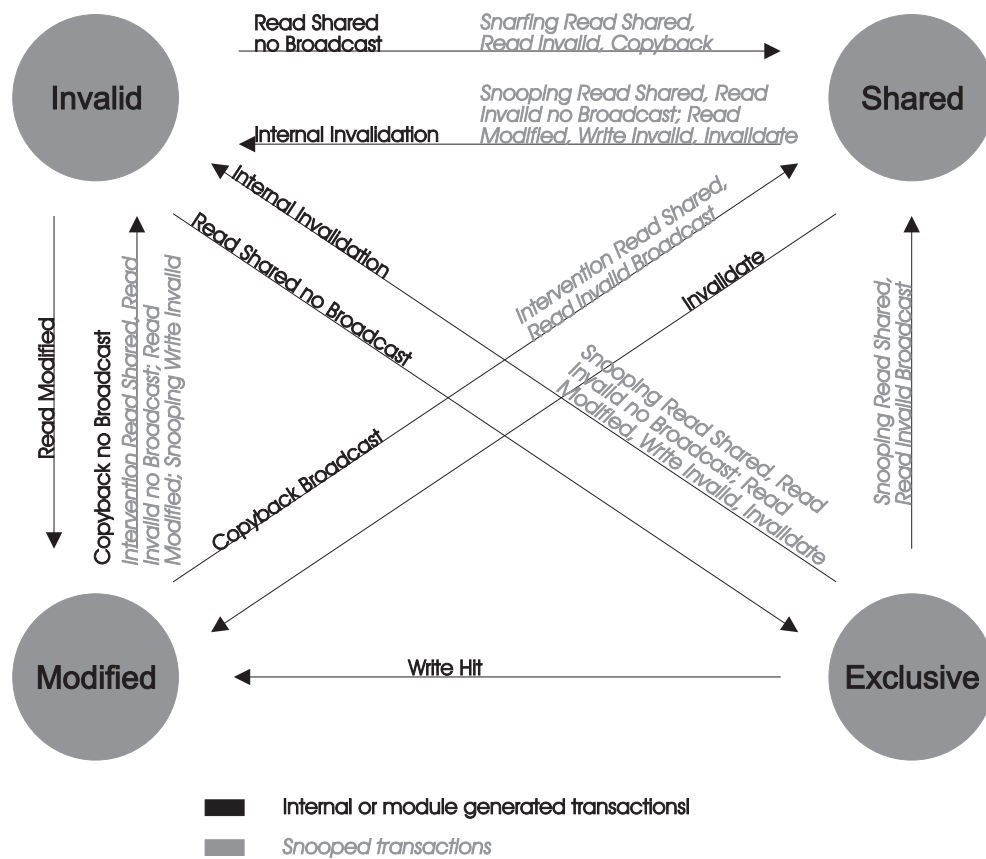 Read Shared
no Broadcast
Snarfing Read Shared,
Read Invalid, Copyback
Invalid
Shared
Snooping Read Shared, Read
Invalid no Broadcast; Read
Modified, Write Invalid, Invalidate
Internal Invalidation
Internal Invalidation
Read Shared no Broadcast
Intervention Read Shared,
Read Invalid Broadcast
Invalidate
Read Modified
Copyback no Broadcast
Intervention Read Shared, Read
Invalid no Broadcast; Read
Modified; Snooping Write Invalid
Copyback Broadcast
Snooping Read Shared, Read
Invalid no Broadcast; Read
Modified, Write Invalid, Invalidate
Snooping Read Shared,
Read Invalid Broadcast
Modified
Write Hit
Exclusive
Internal or module generated transactionsl
Snooped transactions